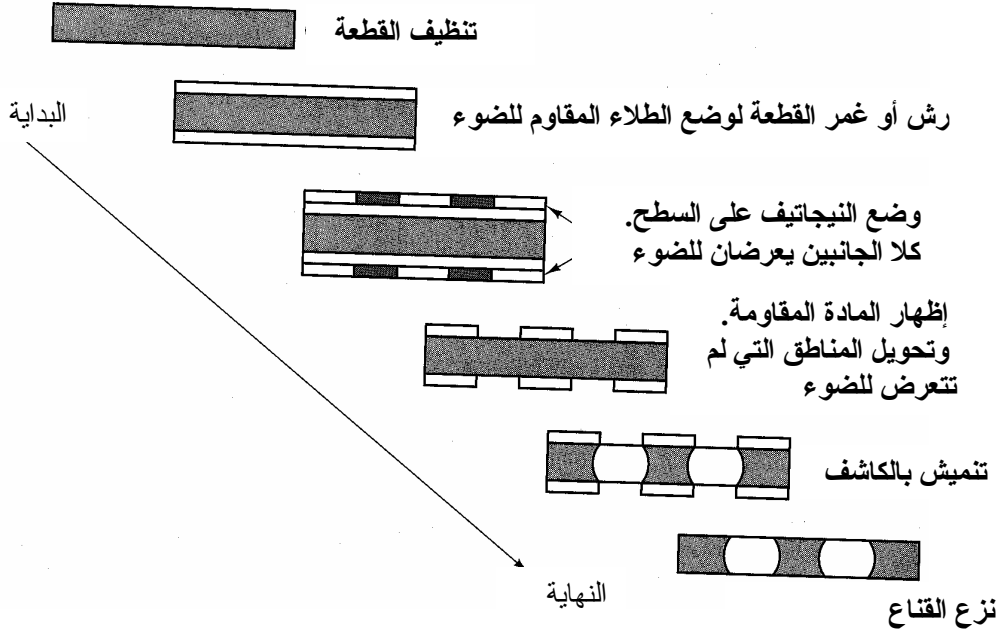 تنظيف القطعة
البداية
رش أو غمر القطعة لوضع الطلاء المقاوم للضوء
وضع النيجاتيف على السطح.
كلا الجانبين يعرضان للضوء
إظهار المادة المقاومة.
وتحويل المناطق التي لم
تتعرض للضوء
تنميش بالكاشف
النهاية
نزع القناع